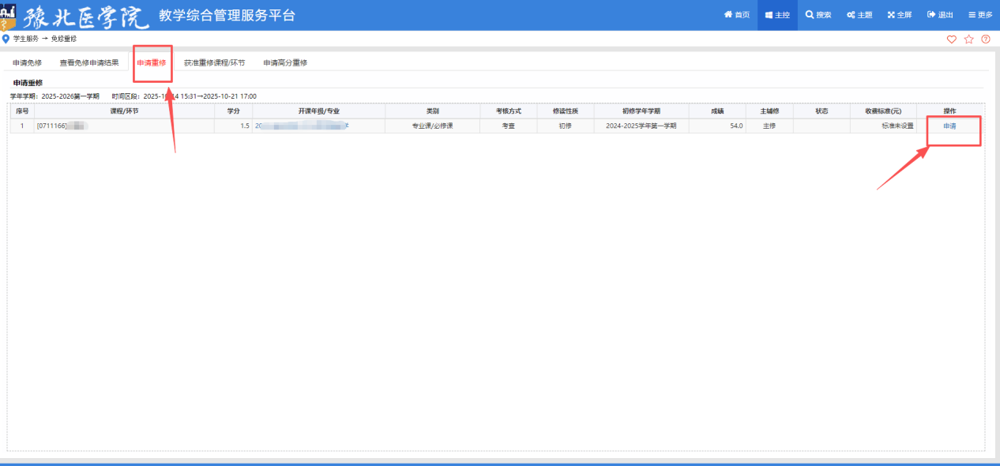 豫北医学院 教学综合管理服务平台 首页 主控 搜索 主题 全屏 退出 更多
学生服务 → 免修重修
申请免修 查看免修申请结果 申请重修 获准重修课程/环节 申请高分重修
申请重修
学年学期：2025-2026第一学期 时间区段：2025-10-14 15:31→2025-10-21 17:00
序号 课程/环节 学分 开课年级/专业 类别 考核方式 修读性质 初修学年学期 成绩 主辅修 状态 收费标准(元) 操作
1 [0711166] 1.5 20 专业课/必修课 考查 初修 2024-2025学年第一学期 54.0 主修 标准未设置 申请